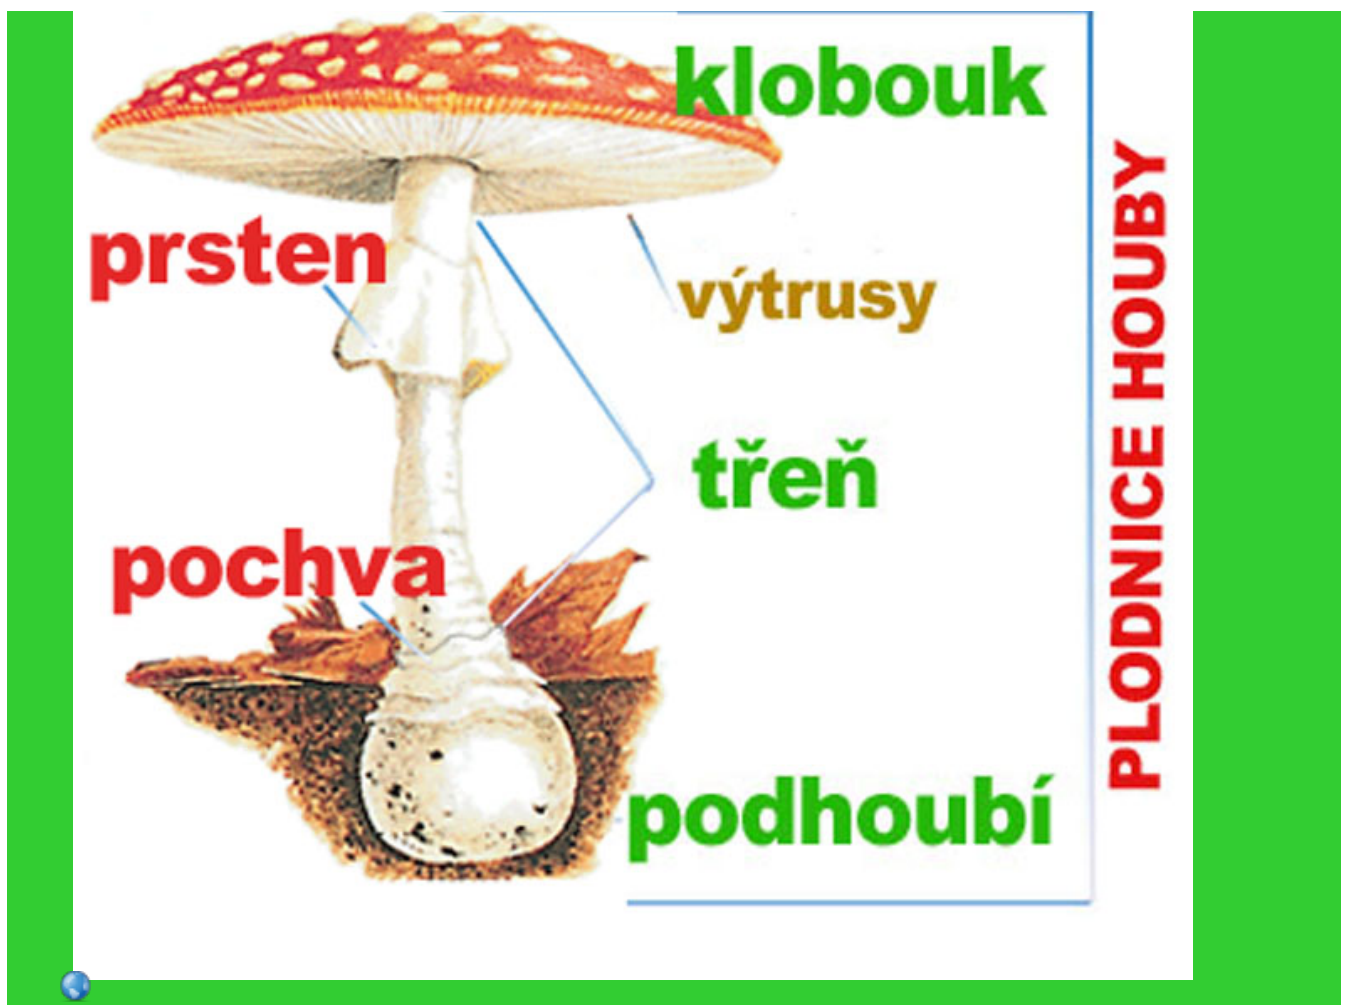 klobouk
prsten
výtrusy
třeň
pochva
podhoubí
PLODNICE HOUBY